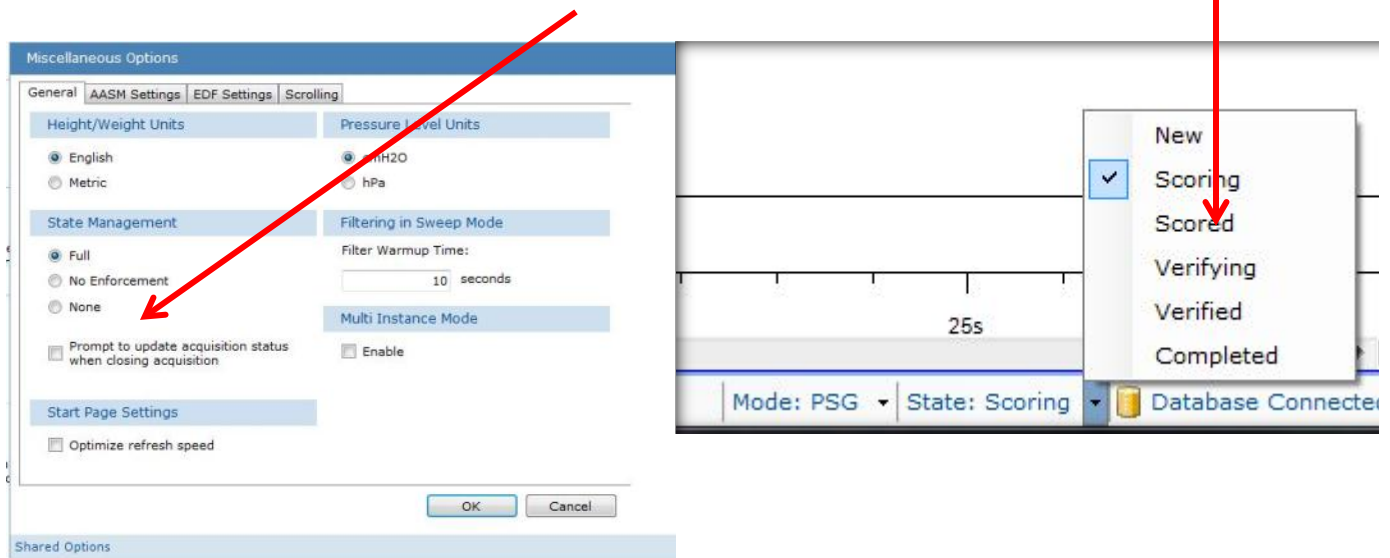 Miscellaneous Options
General AASM Settings EDF Settings Scrolling
Height/Weight Units
English
Metric
Pressure Level Units
cmH2O
hPa
State Management
Full
No Enforcement
None
Prompt to update acquisition status
when closing acquisition
Filtering in Sweep Mode
Filter Warmup Time:
10 seconds
Multi Instance Mode
Enable
Start Page Settings
Optimize refresh speed
OK Cancel
Shared Options
New
Scoring
Scored
Verifying
Verified
Completed
25s
Mode: PSG State: Scoring Database Connected